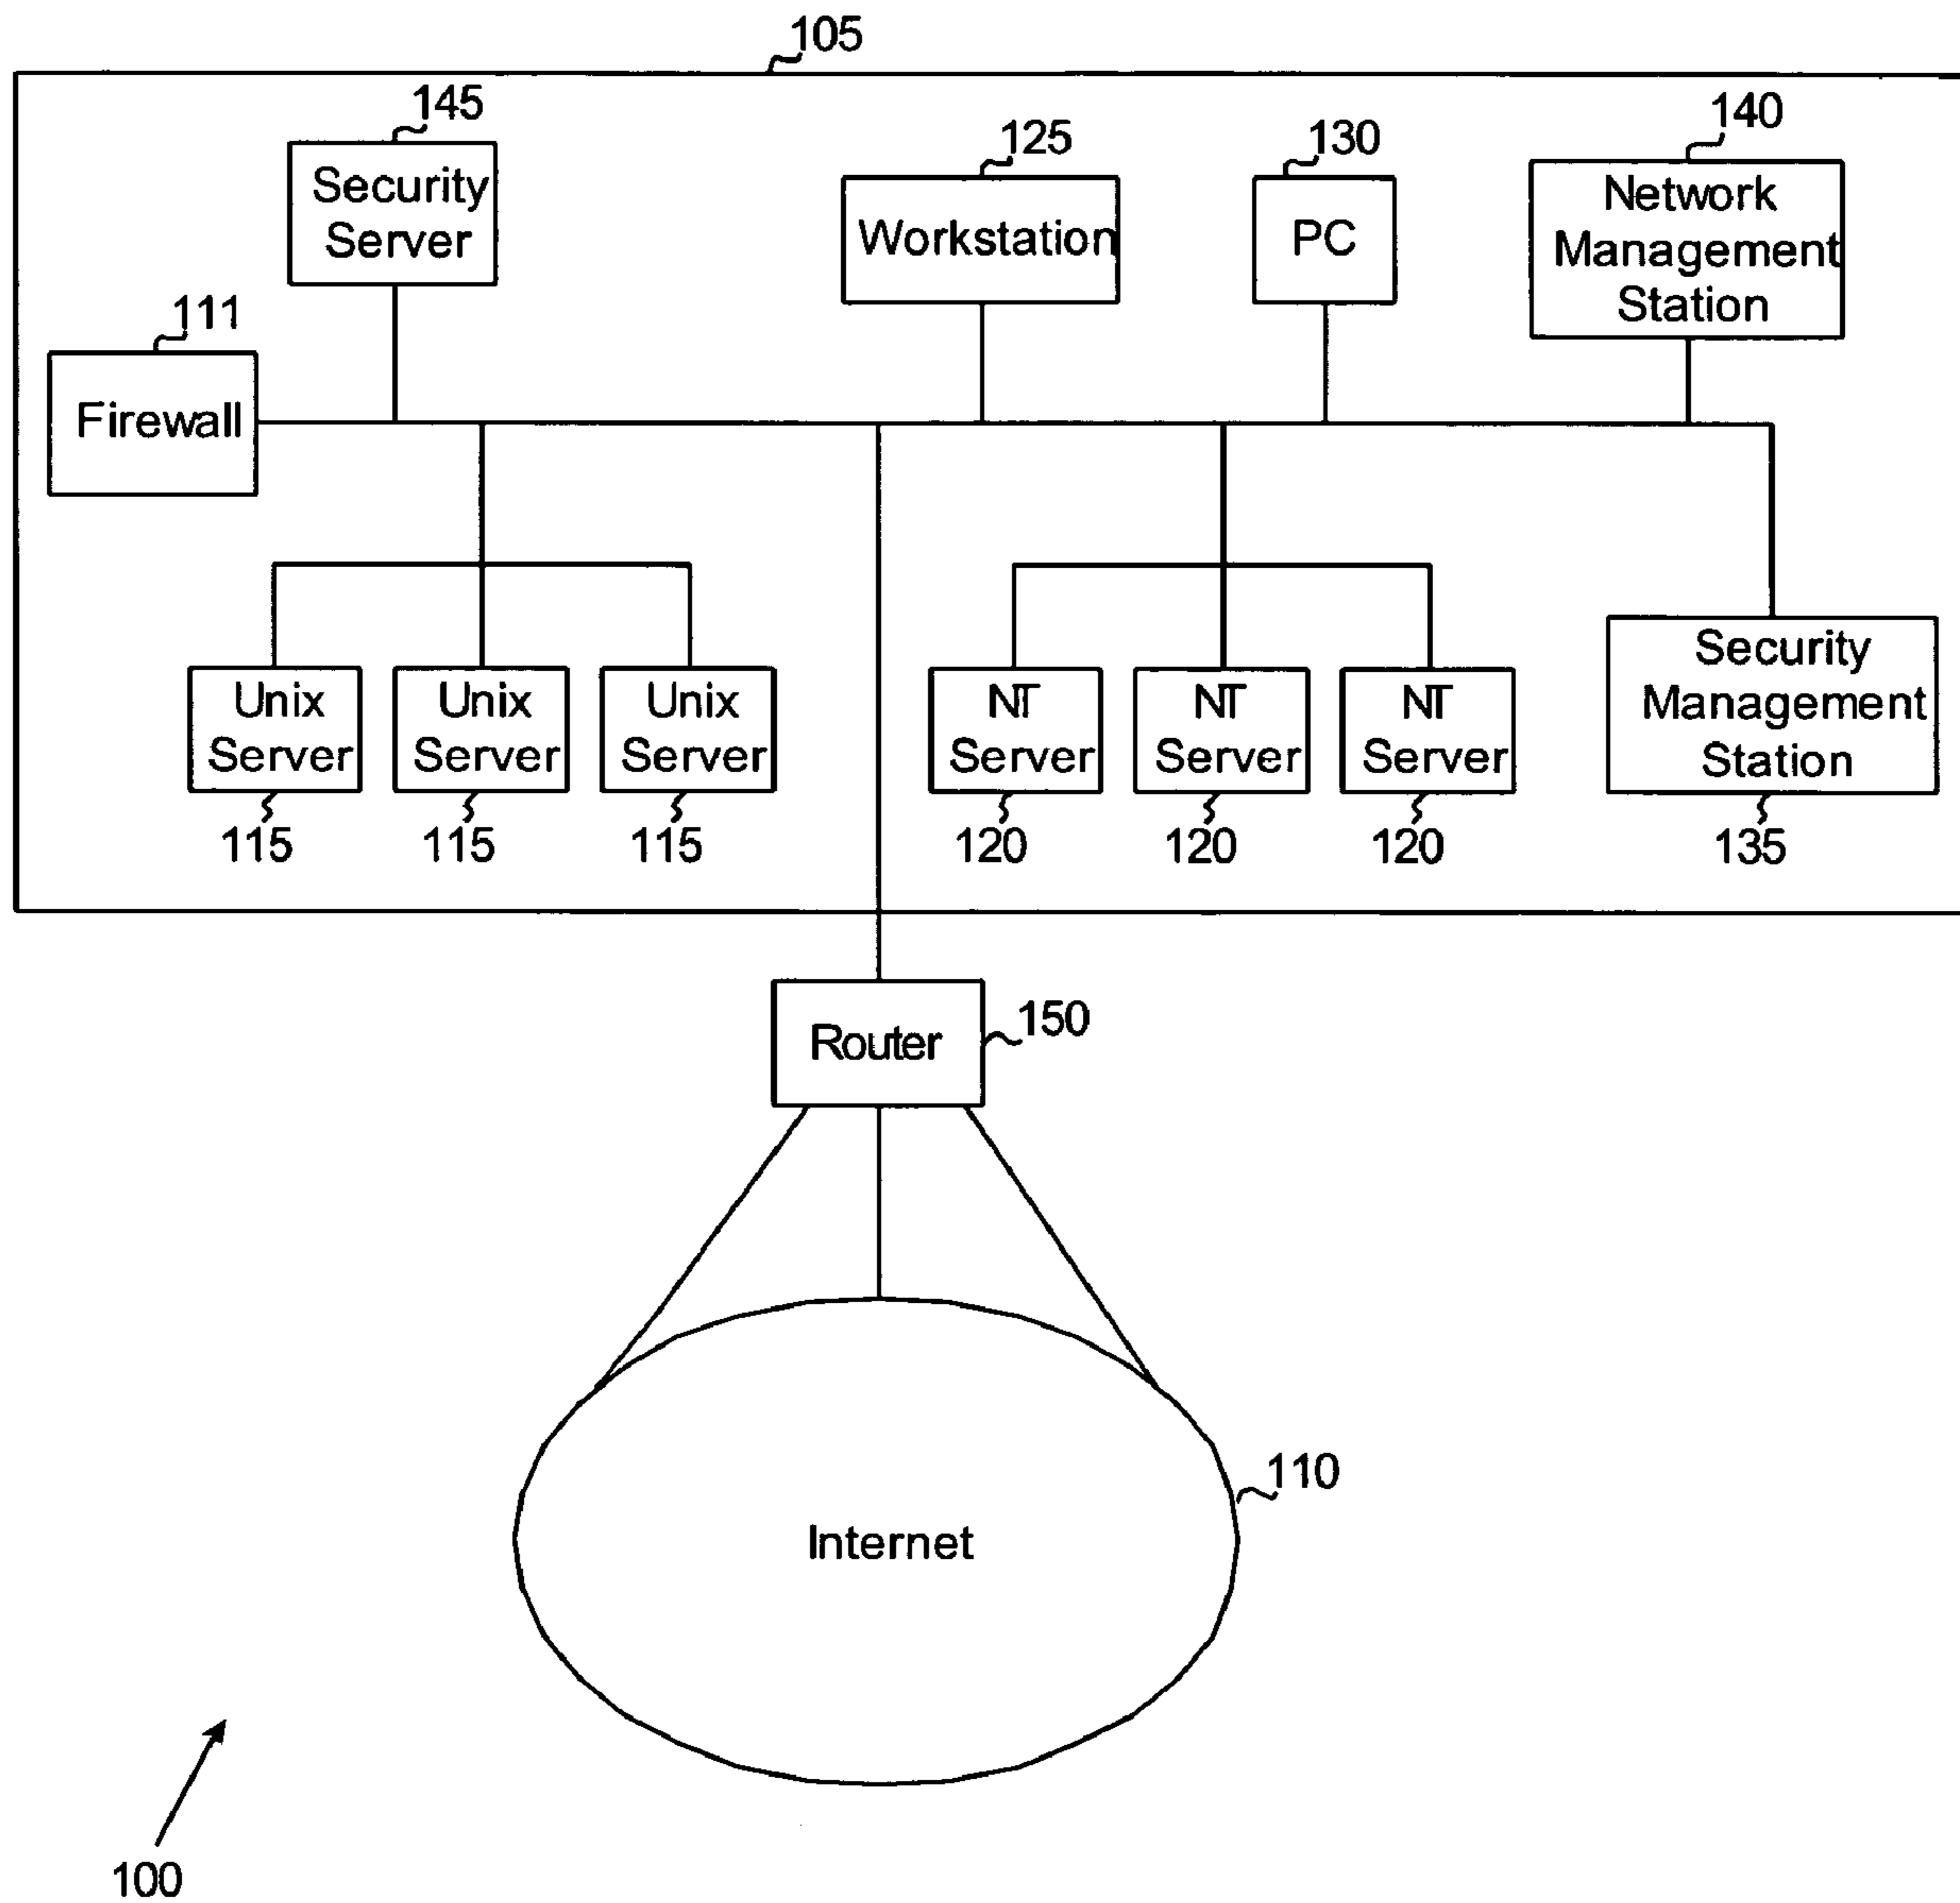 105
145
Security
Server
125
Workstation
130
PC
140
Network
Management
Station
111
Firewall
Unix
Server
115
Unix
Server
115
Unix
Server
115
NT
Server
120
NT
Server
120
NT
Server
120
Security
Management
Station
135
Router
150
110
Internet
100